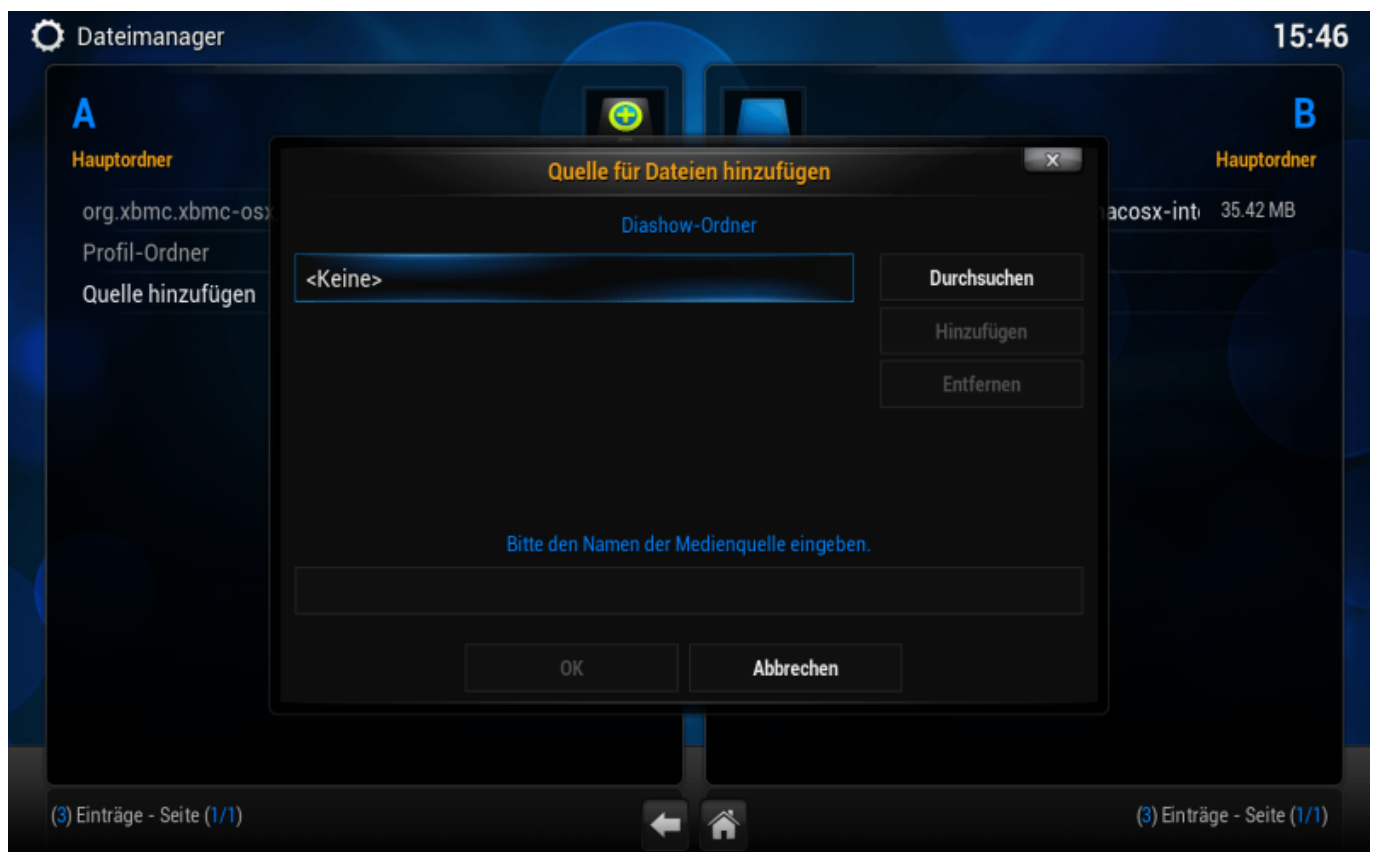 Dateimanager
15:46
A
B
Hauptordner
Hauptordner
Quelle für Dateien hinzufügen
x
org.xbmc.xbmc-osx
35.42 MB
Diashow-Ordner
Profil-Ordner
<Keine>
Durchsuchen
Quelle hinzufügen
Hinzufügen
Entfernen
Bitte den Namen der Medienquelle eingeben.
OK
Abbrechen
(3) Einträge - Seite (1/1)
(3) Einträge - Seite (1/1)